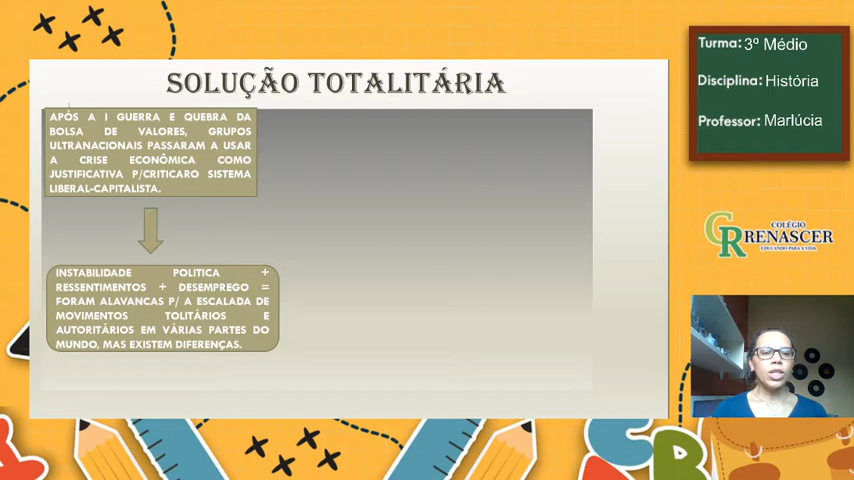 SOLUÇÃO TOTALITÁRIA
APÓS A I GUERRA E QUEBRA DA
BOLSA DE VALORES, GRUPOS
ULTRANACIONAIS PASSARAM A USAR
A CRISE ECONÔMICA COMO
JUSTIFICATIVA P/CRITICARO SISTEMA
LIBERAL-CAPITALISTA.
INSTABILIDADE POLITICA +
RESSENTIMENTOS + DESEMPREGO =
FORAM ALAVANCAS P/ A ESCALADA DE
MOVIMENTOS TOLITÁRIOS E
AUTORITÁRIOS EM VÁRIAS PARTES DO
MUNDO, MAS EXISTEM DIFERENÇAS.
Turma: 3º Médio
Disciplina: História
Professor: Marlúcia
CR
COLÉGIO
RENASCER
EDUCANDO PARA A VIDA